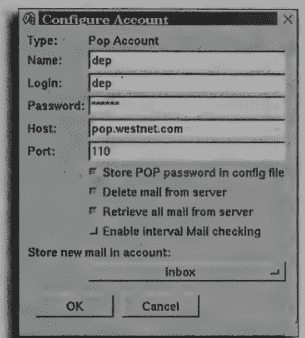 Configure Account
Type: Pop Account
Name: dep
Login: dep
Password: ******
Host: pop.westnet.com
Port: 110
Store POP password in config file
Delete mail from server
Retrieve all mail from server
Enable interval Mail checking
Store new mail in account:
inbox
OK Cancel